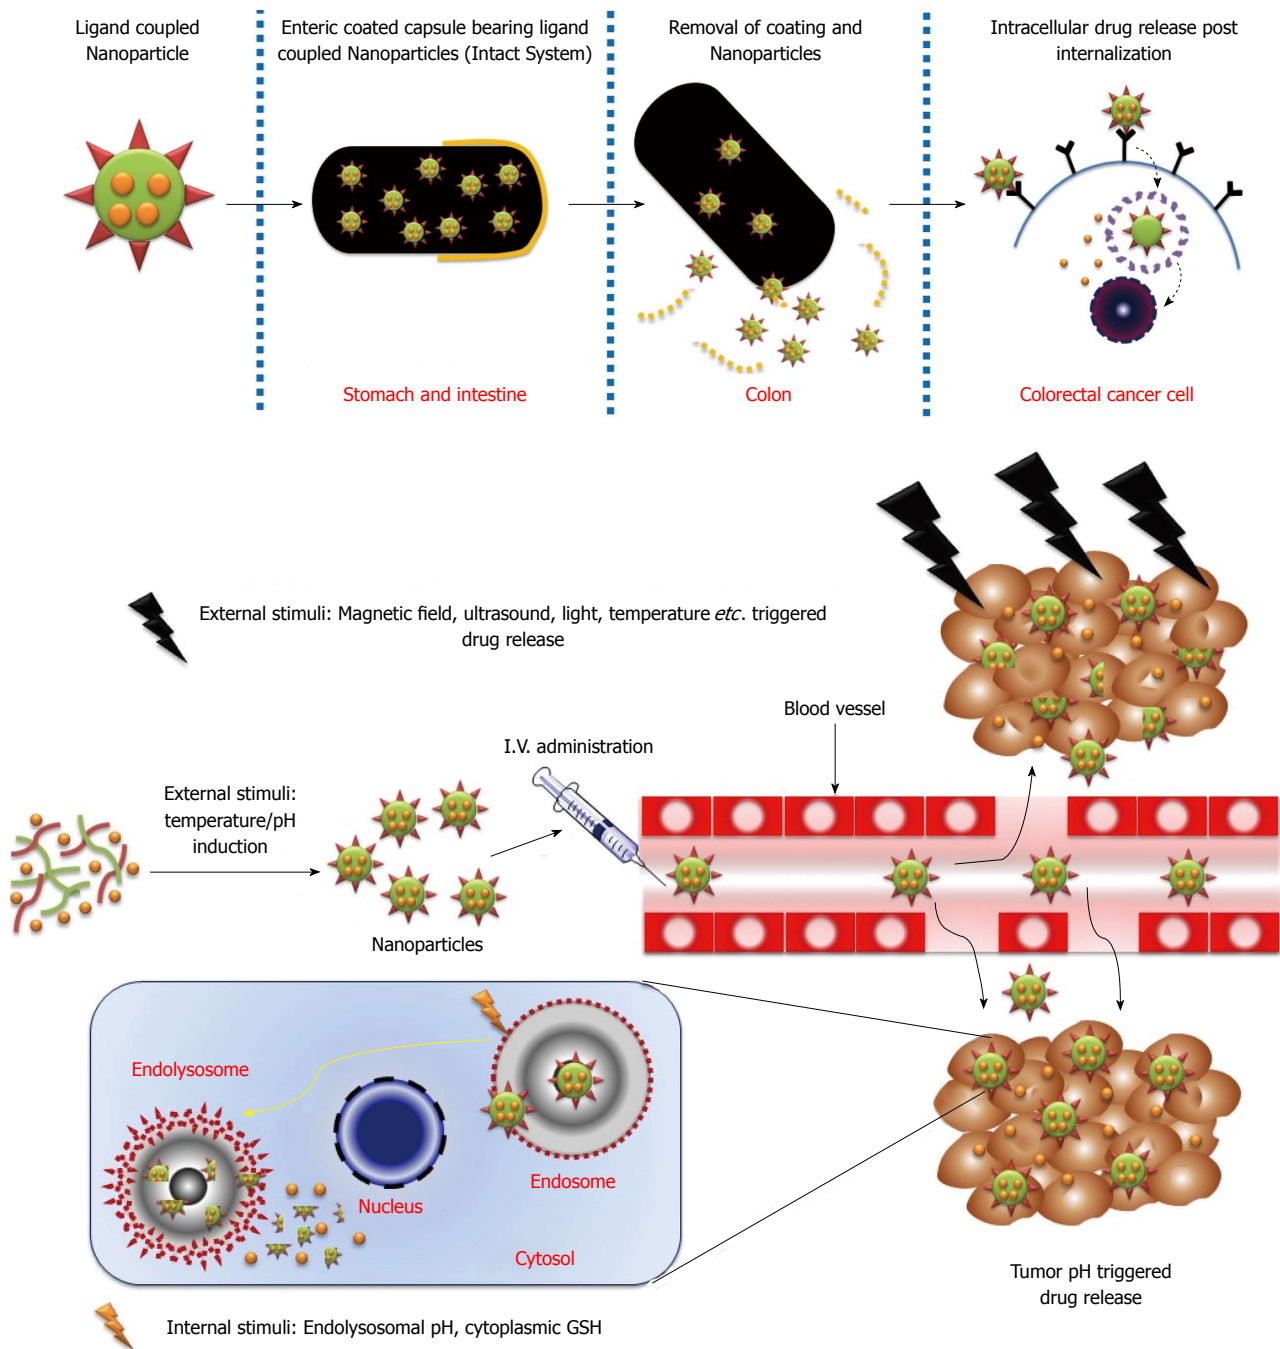 Ligand coupled
Nanoparticle
Enteric coated capsule bearing ligand
coupled Nanoparticles (Intact System)
Removal of coating and
Nanoparticles
Intracellular drug release post
internalization
Stomach and intestine
Colon
Colorectal cancer cell
External stimuli: Magnetic field, ultrasound, light, temperature etc. triggered
drug release
Blood vessel
I.V. administration
External stimuli:
temperature/pH
induction
Nanoparticles
Endolysosome
Nucleus
Endosome
Cytosol
Tumor pH triggered
drug release
Internal stimuli: Endolysosomal pH, cytoplasmic GSH